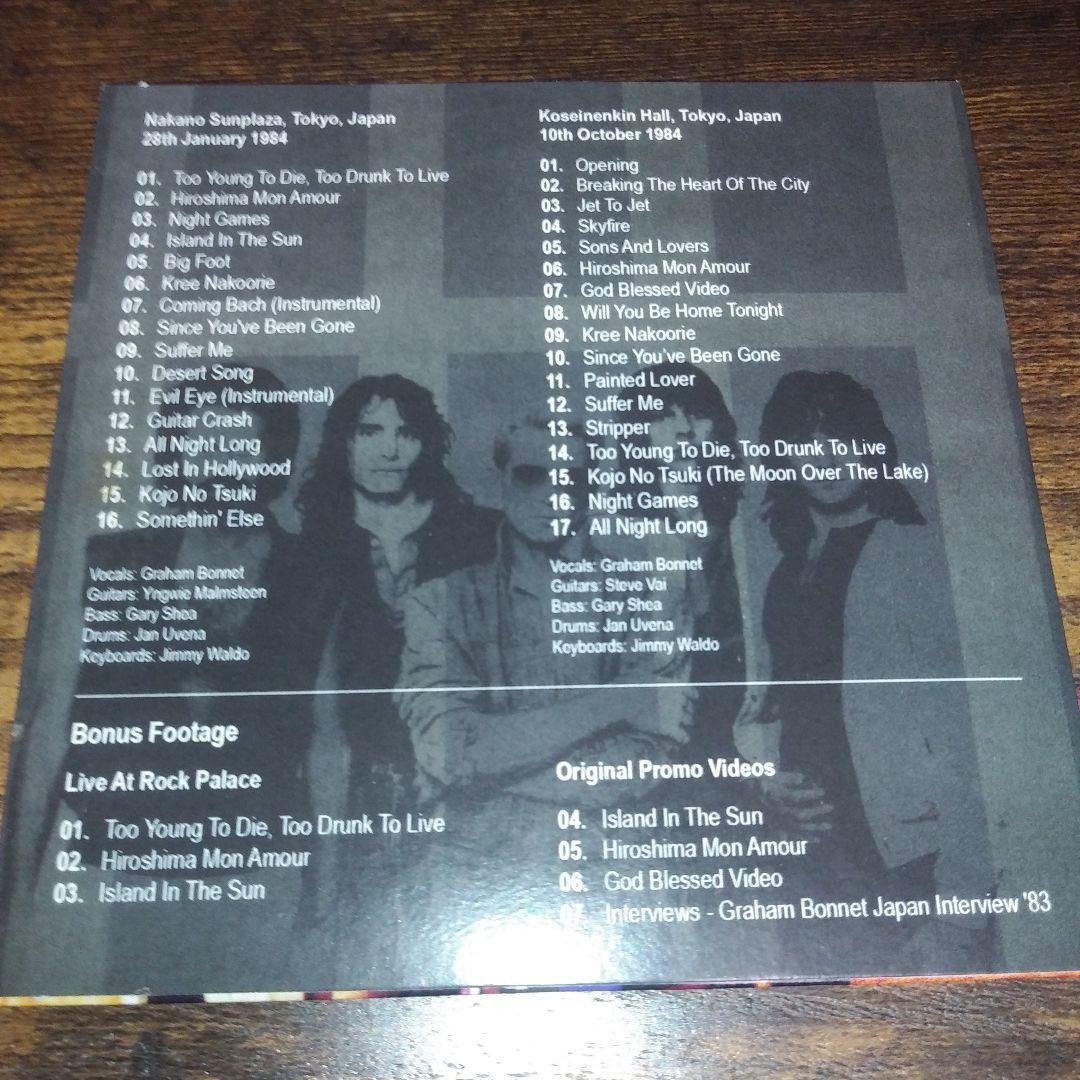 Nakano Sunplaza, Tokyo, Japan
28th January 1984
01. Too Young To Die, Too Drunk To Live
02. Hiroshima Mon Amour
03. Night Games
04. Island In The Sun
05. Big Foot
06. Kree Nakoorie
07. Coming Bach (Instrumental)
08. Since You've Been Gone
09. Suffer Me
10. Desert Song
11. Evil Eye (Instrumental)
12. Guitar Crash
13. All Night Long
14. Lost In Hollywood
15. Kojo No Tsuki
16. Somethin' Else
Vocals: Graham Bonnet
Guitars: Yngwie Malmsteen
Bass: Gary Shea
Drums: Jan Uvena
Keyboards: Jimmy Waldo
Koseinenkin Hall, Tokyo, Japan
10th October 1984
01. Opening
02. Breaking The Heart Of The City
03. Jet To Jet
04. Skyfire
05. Sons And Lovers
06. Hiroshima Mon Amour
07. God Blessed Video
08. Will You Be Home Tonight
09. Kree Nakoorie
10. Since You've Been Gone
11. Painted Lover
12. Suffer Me
13. Stripper
14. Too Young To Die, Too Drunk To Live
15. Kojo No Tsuki (The Moon Over The Lake)
16. Night Games
17. All Night Long
Vocals: Graham Bonnet
Guitars: Steve Vai
Bass: Gary Shea
Drums: Jan Uvena
Keyboards: Jimmy Waldo
Bonus Footage
Live At Rock Palace
01. Too Young To Die, Too Drunk To Live
02. Hiroshima Mon Amour
03. Island In The Sun
Original Promo Videos
04. Island In The Sun
05. Hiroshima Mon Amour
06. God Blessed Video
07. Interviews - Graham Bonnet Japan Interview '83